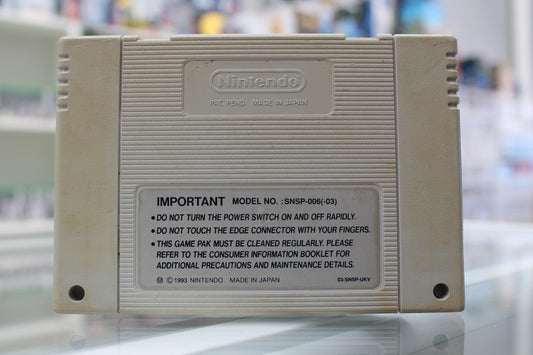 Nintendo
PAT. PEND. MADE IN JAPAN
IMPORTANT MODEL NO. :SNSP-006(-03)
• DO NOT TURN THE POWER SWITCH ON AND OFF RAPIDLY.
• DO NOT TOUCH THE EDGE CONNECTOR WITH YOUR FINGERS.
• THIS GAME PAK MUST BE CLEANED REGULARLY. PLEASE
REFER TO THE CONSUMER INFORMATION BOOKLET FOR
ADDITIONAL PRECAUTIONS AND MAINTENANCE DETAILS.
Ⓜ ©1993 NINTENDO MADE IN JAPAN 03-SNSP-UKV